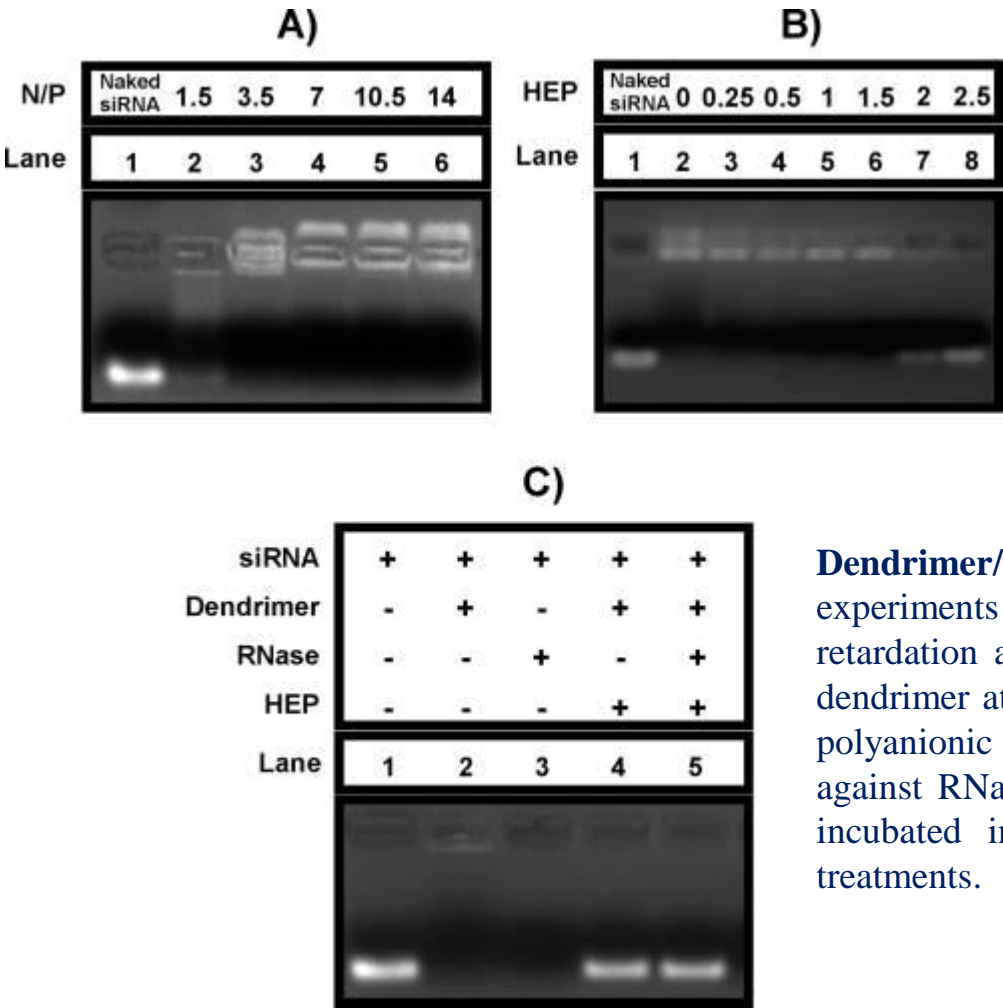 A)
N/P Naked siRNA 1.5 3.5 7 10.5 14
Lane 1 2 3 4 5 6
B)
HEP Naked siRNA 0 0.25 0.5 1 1.5 2 2.5
Lane 1 2 3 4 5 6 7 8
C)
siRNA + + + + +
Dendrimer - + - + +
RNase - - + - +
HEP - - - + +
Lane 1 2 3 4 5
Dendrimer/
experiments
retardation a
dendrimer at
polyanionic
against RNa
incubated in
treatments.